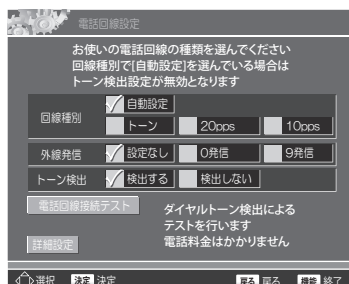 電話回線設定
お使いの電話回線の種類を選んでください
回線種別で[自動設定]を選んでいる場合は
トーン検出設定が無効となります
回線種別 自動設定
トーン 20pps 10pps
外線発信 設定なし 0発信 9発信
トーン検出 検出する 検出しない
電話回線接続テスト
ダイヤルトーン検出による
テストを行います
電話料金はかかりません
詳細設定
選択 決定 決定 戻る 戻る 機能 終了